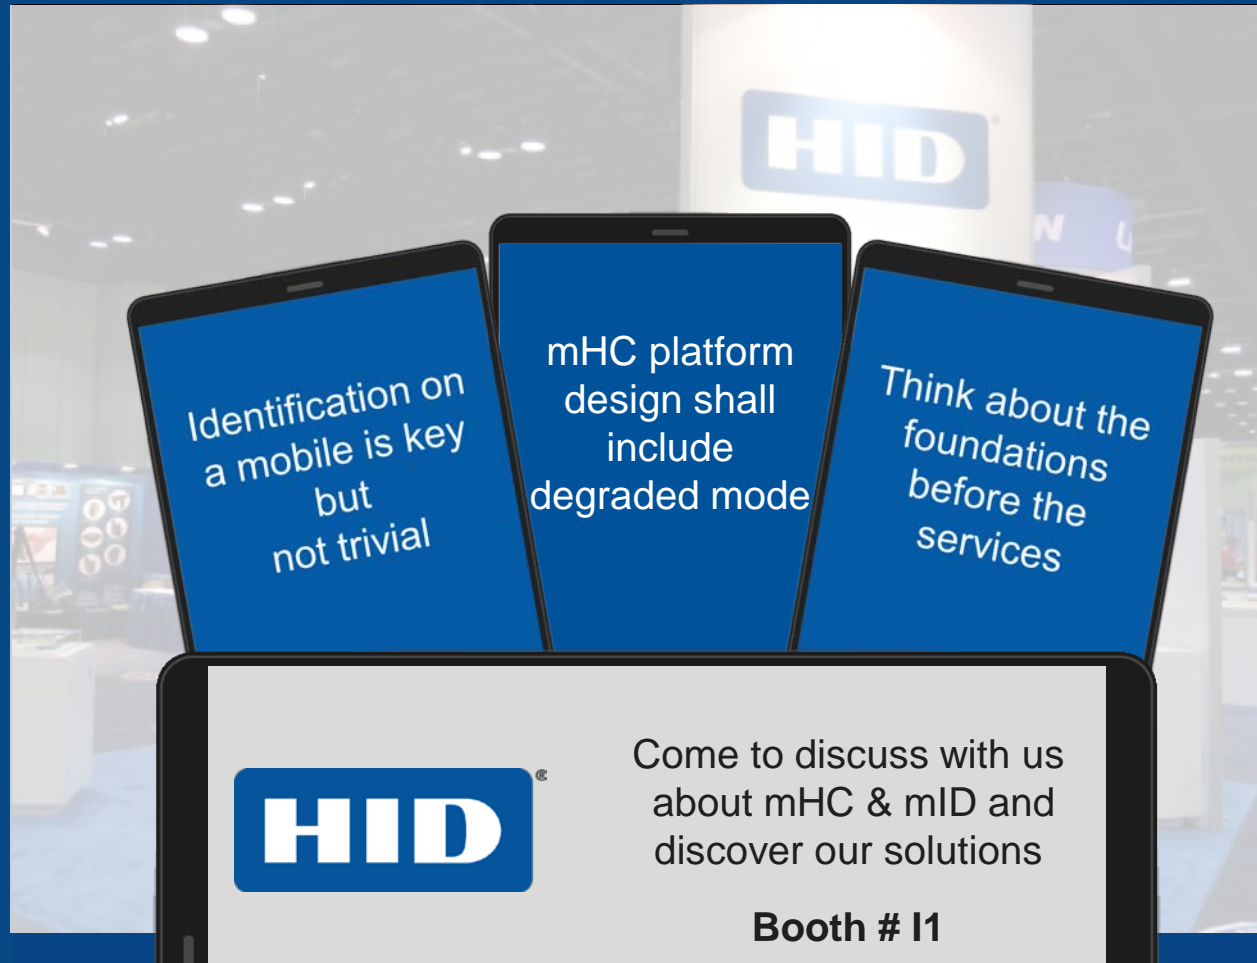 HID
N U
Identification on
a mobile is key
but
not trivial
mHC platform
design shall
include
degraded mode
Think about the
foundations
before the
services
HID®
Come to discuss with us
about mHC & mID and
discover our solutions
Booth # I1